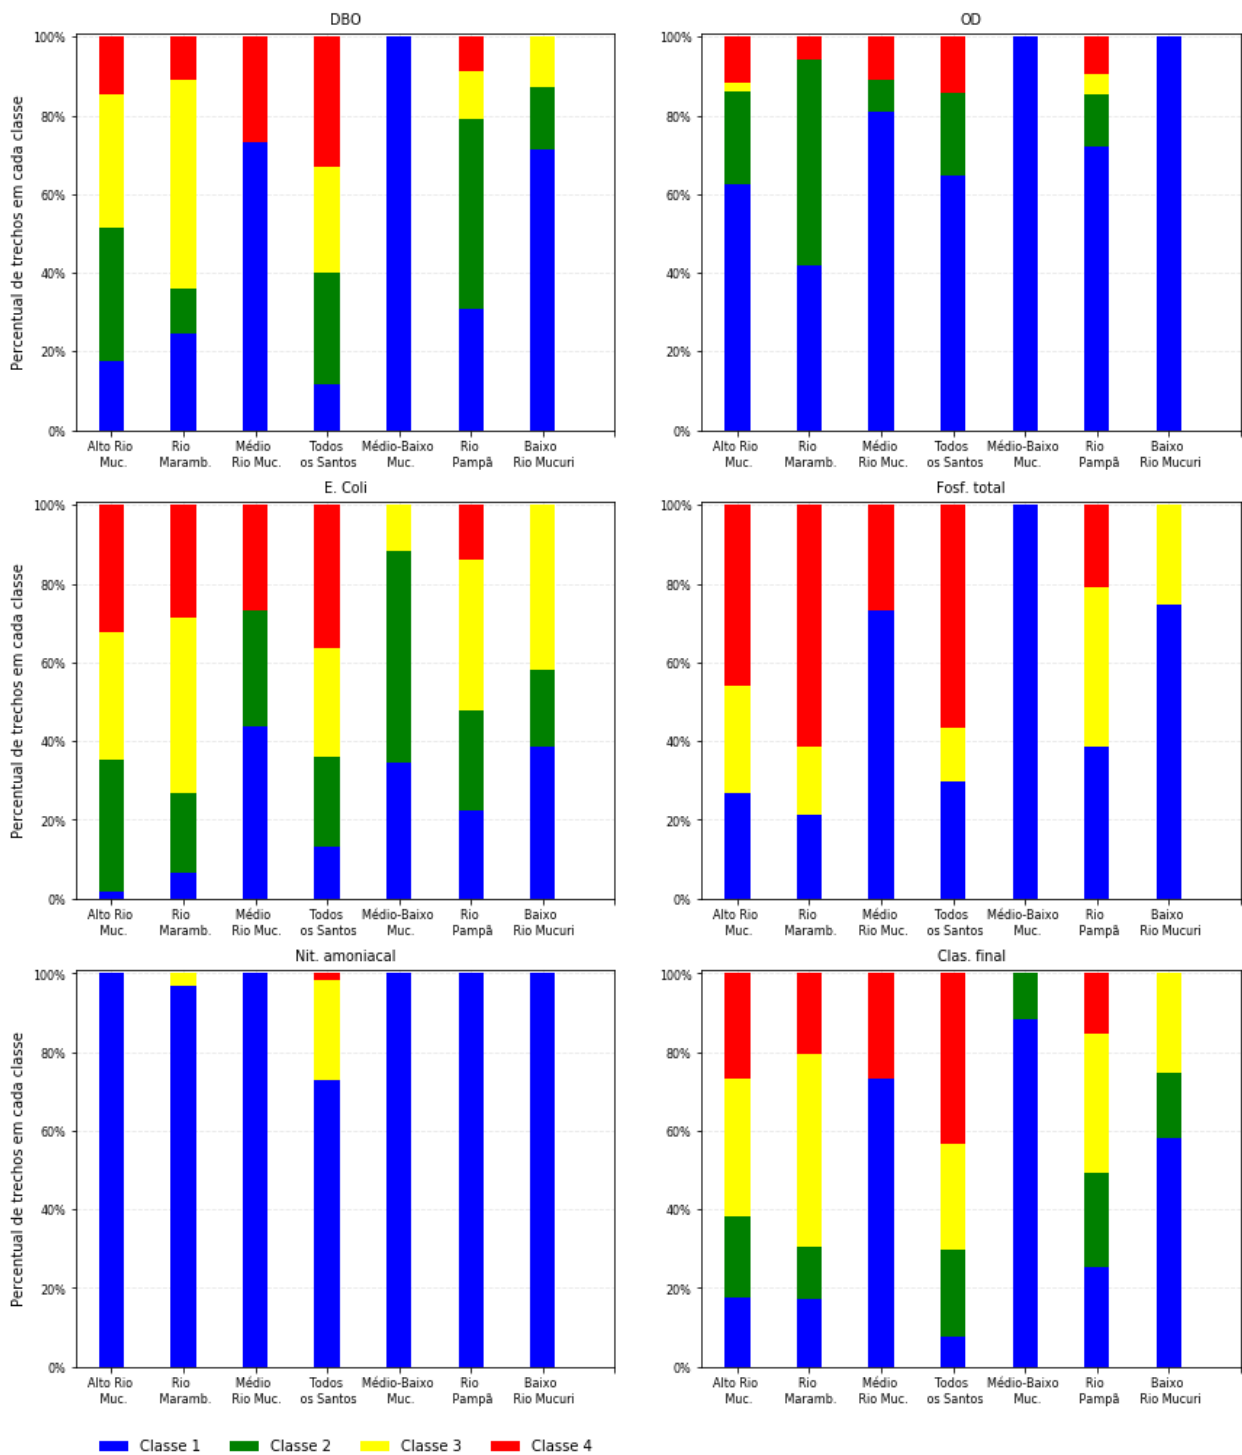 DBO
Percentual de trechos em cada classe
100%
80%
60%
40%
20%
0%
Alto Rio
Muc.
Rio
Maramb.
Médio
Rio Muc.
Todos
os Santos
Médio-Baixo
Muc.
Rio
Pampã
Baixo
Rio Mucuri
OD
100%
80%
60%
40%
20%
0%
Alto Rio
Muc.
Rio
Maramb.
Médio
Rio Muc.
Todos
os Santos
Médio-Baixo
Muc.
Rio
Pampã
Baixo
Rio Mucuri
E. Coli
Percentual de trechos em cada classe
100%
80%
60%
40%
20%
0%
Alto Rio
Muc.
Rio
Maramb.
Médio
Rio Muc.
Todos
os Santos
Médio-Baixo
Muc.
Rio
Pampã
Baixo
Rio Mucuri
Fosf. total
100%
80%
60%
40%
20%
0%
Alto Rio
Muc.
Rio
Maramb.
Médio
Rio Muc.
Todos
os Santos
Médio-Baixo
Muc.
Rio
Pampã
Baixo
Rio Mucuri
Nit. amoniacal
Percentual de trechos em cada classe
100%
80%
60%
40%
20%
0%
Alto Rio
Muc.
Rio
Maramb.
Médio
Rio Muc.
Todos
os Santos
Médio-Baixo
Muc.
Rio
Pampã
Baixo
Rio Mucuri
Clas. final
100%
80%
60%
40%
20%
0%
Alto Rio
Muc.
Rio
Maramb.
Médio
Rio Muc.
Todos
os Santos
Médio-Baixo
Muc.
Rio
Pampã
Baixo
Rio Mucuri
Classe 1
Classe 2
Classe 3
Classe 4